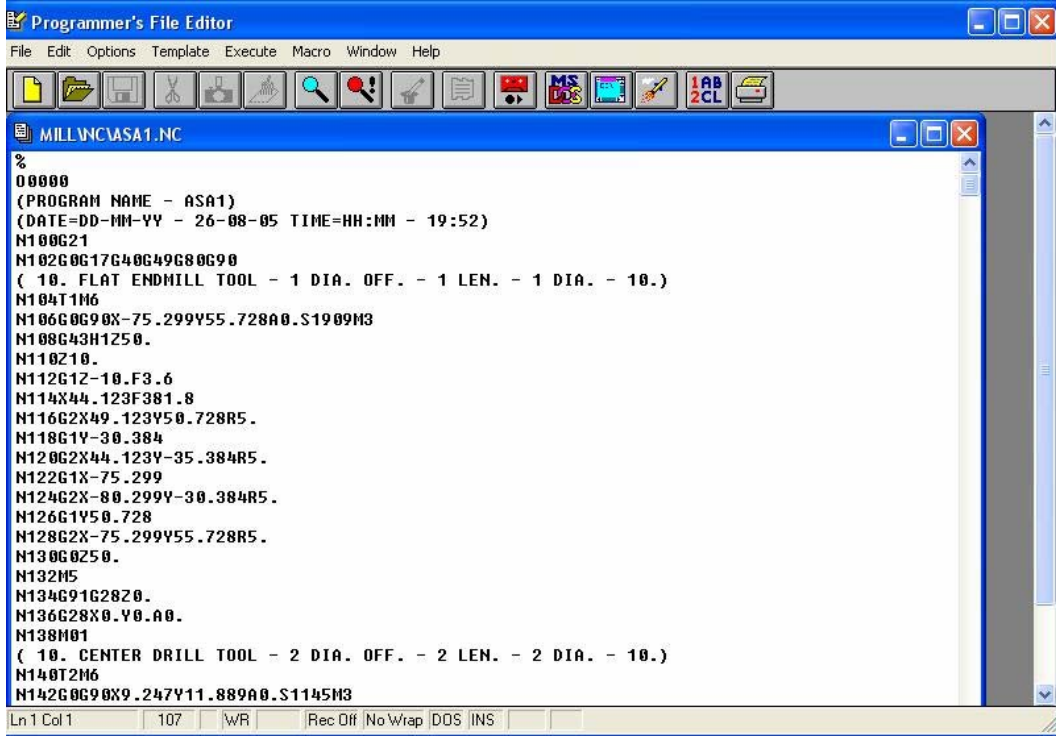 Programmer's File Editor
File Edit Options Template Execute Macro Window Help
MS DOS
C:\
1AB
2CL
MILL\NC\ASA1.NC
%
O0000
(PROGRAM NAME - ASA1)
(DATE=DD-MM-YY - 26-08-05 TIME=HH:MM - 19:52)
N100G21
N102G0G17G40G49G80G90
( 10. FLAT ENDMILL TOOL - 1 DIA. OFF. - 1 LEN. - 1 DIA. - 10.)
N104T1M6
N106G0G90X-75.299Y55.728A0.S1909M3
N108G43H1Z50.
N110Z10.
N112G1Z-10.F3.6
N114X44.123F381.8
N116G2X49.123Y50.728R5.
N118G1Y-30.384
N120G2X44.123Y-35.384R5.
N122G1X-75.299
N124G2X-80.299Y-30.384R5.
N126G1Y50.728
N128G2X-75.299Y55.728R5.
N130G0Z50.
N132M5
N134G91G28Z0.
N136G28X0.Y0.A0.
N138M01
( 10. CENTER DRILL TOOL - 2 DIA. OFF. - 2 LEN. - 2 DIA. - 10.)
N140T2M6
N142G0G90X9.247Y11.889A0.S1145M3
Ln 1 Col 1 107 WR Rec Off No Wrap DOS INS